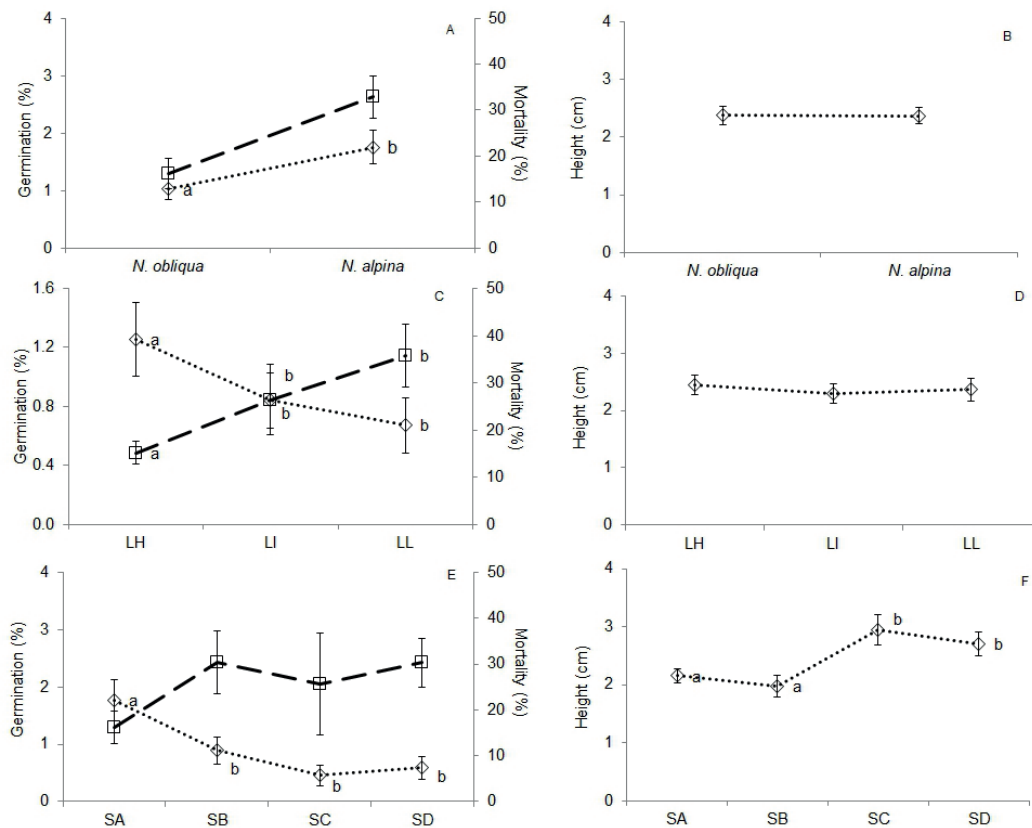 A
Germination (%)
4
3
2
1
0
a
b
50
40
30
20
10
0
Mortality (%)
N. obliqua
N. alpina
B
Height (cm)
4
3
2
1
0
N. obliqua
N. alpina
C
Germination (%)
1.6
1.2
0.8
0.4
0.0
a
a
b
b
b
b
50
40
30
20
10
0
Mortality (%)
LH
LI
LL
D
Height (cm)
4
3
2
1
0
LH
LI
LL
E
Germination (%)
4
3
2
1
0
a
b
b
b
50
40
30
20
10
0
Mortality (%)
SA
SB
SC
SD
F
Height (cm)
4
3
2
1
0
a
a
b
b
SA
SB
SC
SD